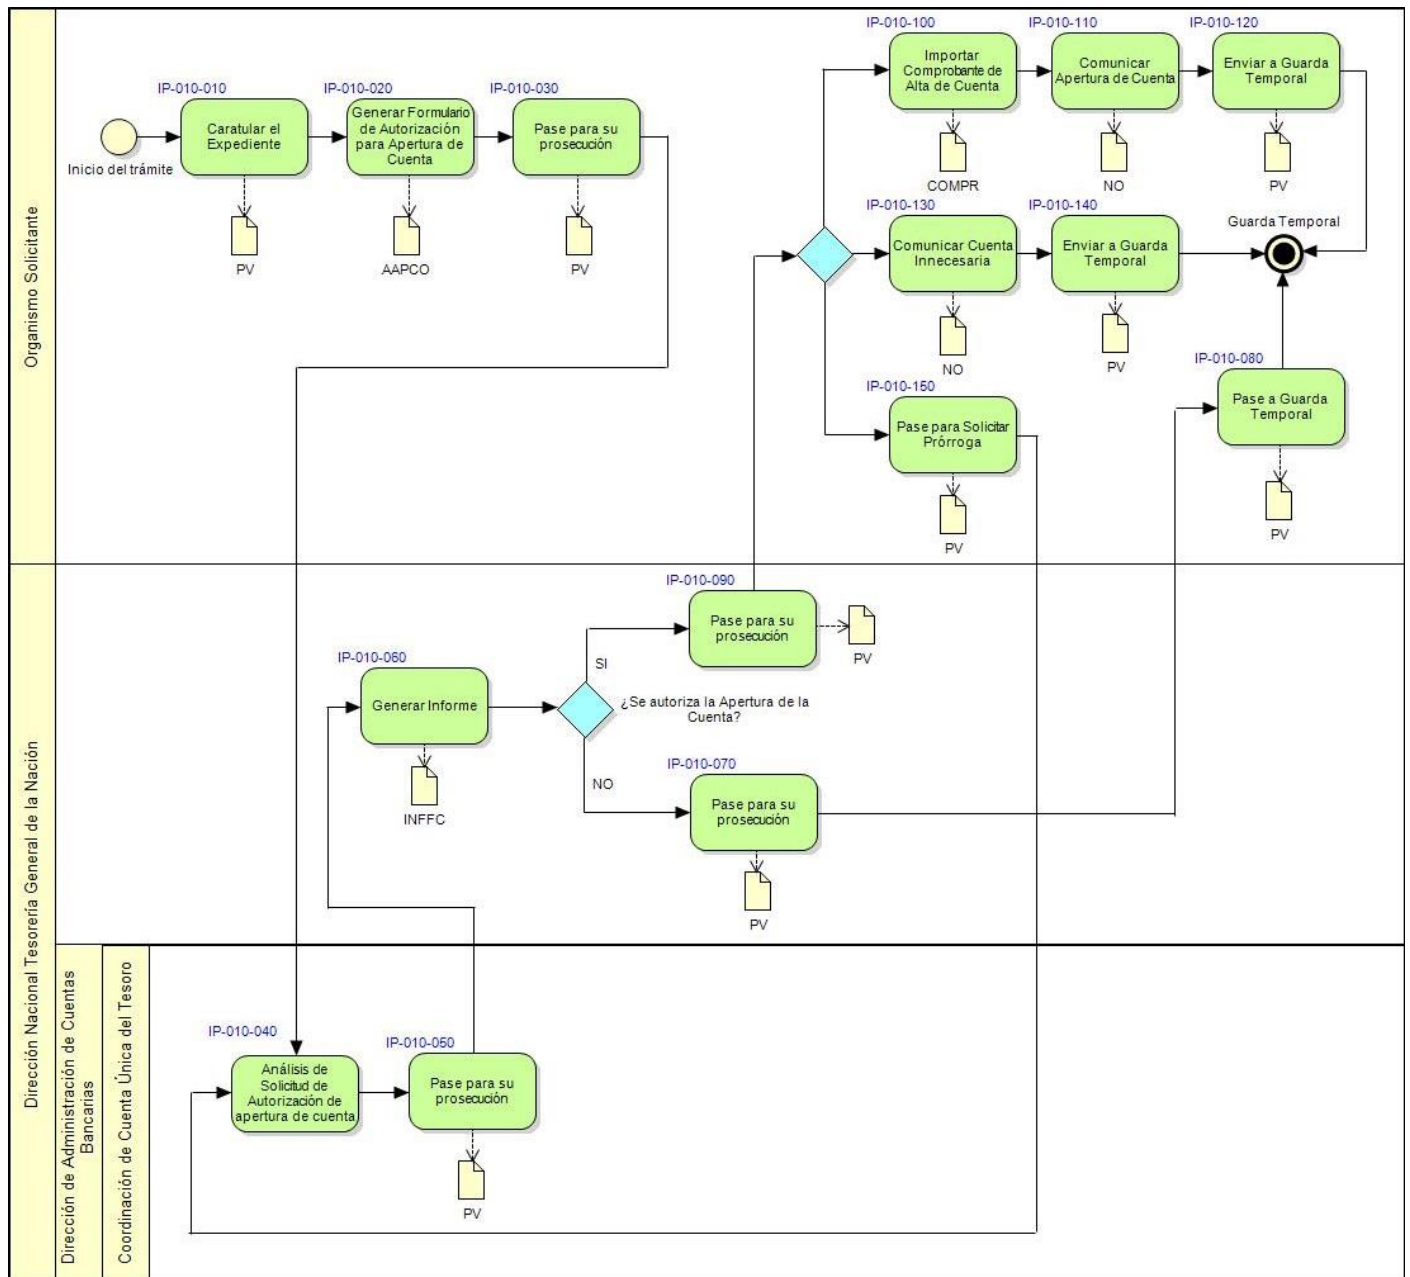 Organismo Solicitante
Inicio del trámite
IP-010-010
Caratular el
Expediente
PV
IP-010-020
Generar Formulario
de Autorización
para Apertura de
Cuenta
AAPCO
IP-010-030
Pase para su
prosecución
PV
IP-010-100
Importar
Comprobante de
Alta de Cuenta
COMPR
IP-010-110
Comunicar
Apertura de Cuenta
NO
IP-010-120
Enviar a Guarda
Temporal
PV
IP-010-130
Comunicar Cuenta
Innecesaria
NO
IP-010-140
Enviar a Guarda
Temporal
PV
Guarda Temporal
IP-010-150
Pase para Solicitar
Prórroga
PV
IP-010-080
Pase a Guarda
Temporal
PV
Dirección Nacional Tesorería General de la Nación
IP-010-060
Generar Informe
INFFC
¿Se autoriza la Apertura de la
Cuenta?
SI
IP-010-090
Pase para su
prosecución
PV
NO
IP-010-070
Pase para su
prosecución
PV
Dirección de Administración de Cuentas
Bancarias
Coordinación de Cuenta Única del Tesoro
IP-010-040
Análisis de
Solicitud de
Autorización de
apertura de cuenta
IP-010-050
Pase para su
prosecución
PV